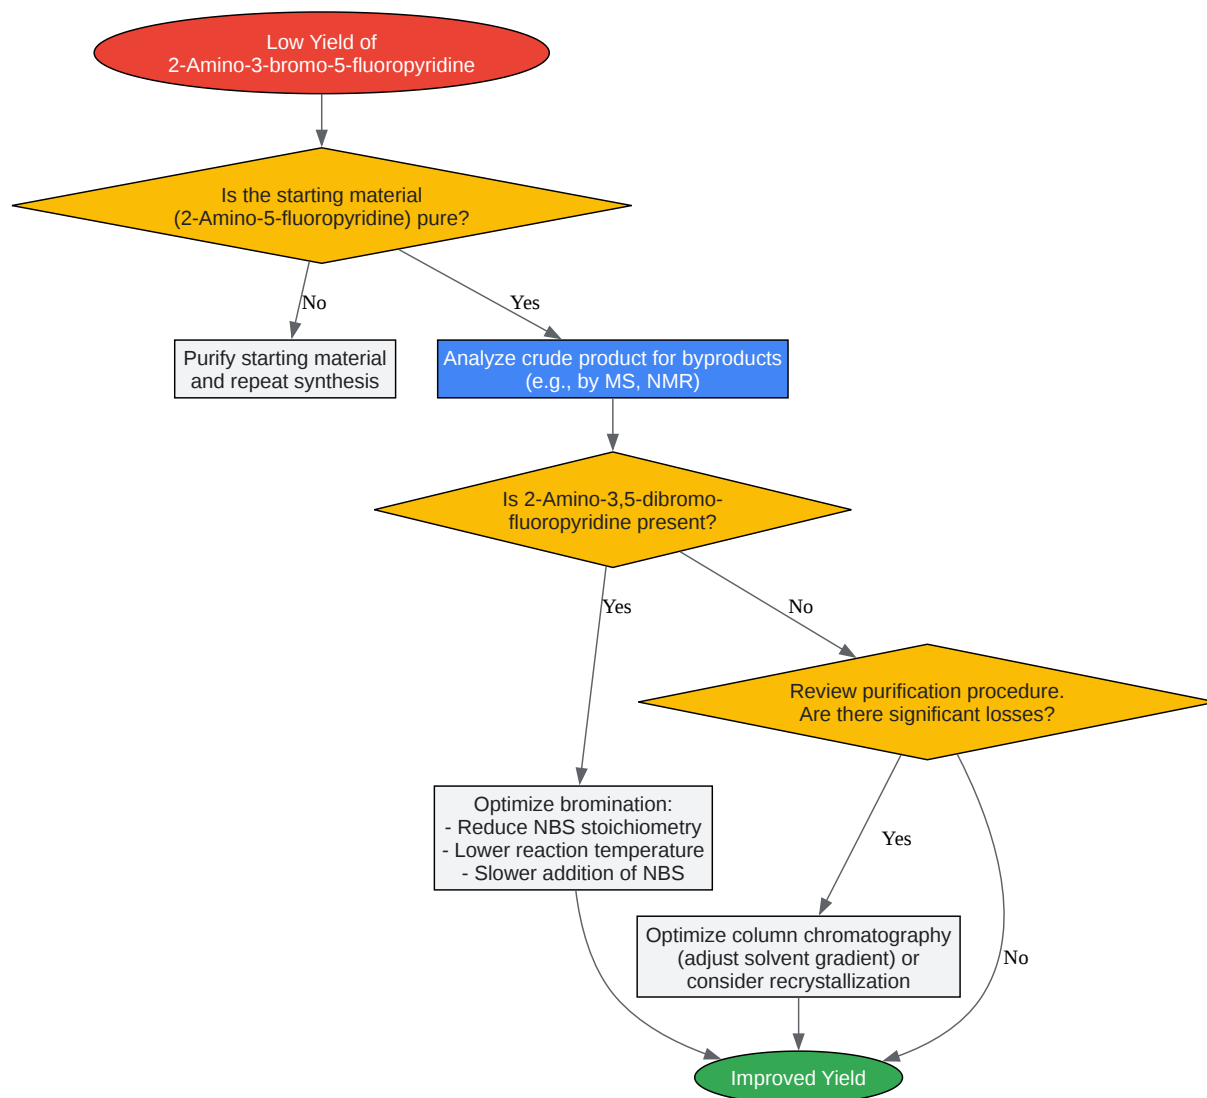 Low Yield of
2-Amino-3-bromo-5-fluoropyridine
Is the starting material
(2-Amino-5-fluoropyridine) pure?
No
Yes
Purify starting material
and repeat synthesis
Analyze crude product for byproducts
(e.g., by MS, NMR)
Is 2-Amino-3,5-dibromo-
fluoropyridine present?
Yes
No
Review purification procedure.
Are there significant losses?
Optimize bromination:
- Reduce NBS stoichiometry
- Lower reaction temperature
- Slower addition of NBS
Yes
Optimize column chromatography
(adjust solvent gradient) or
consider recrystallization
No
Improved Yield